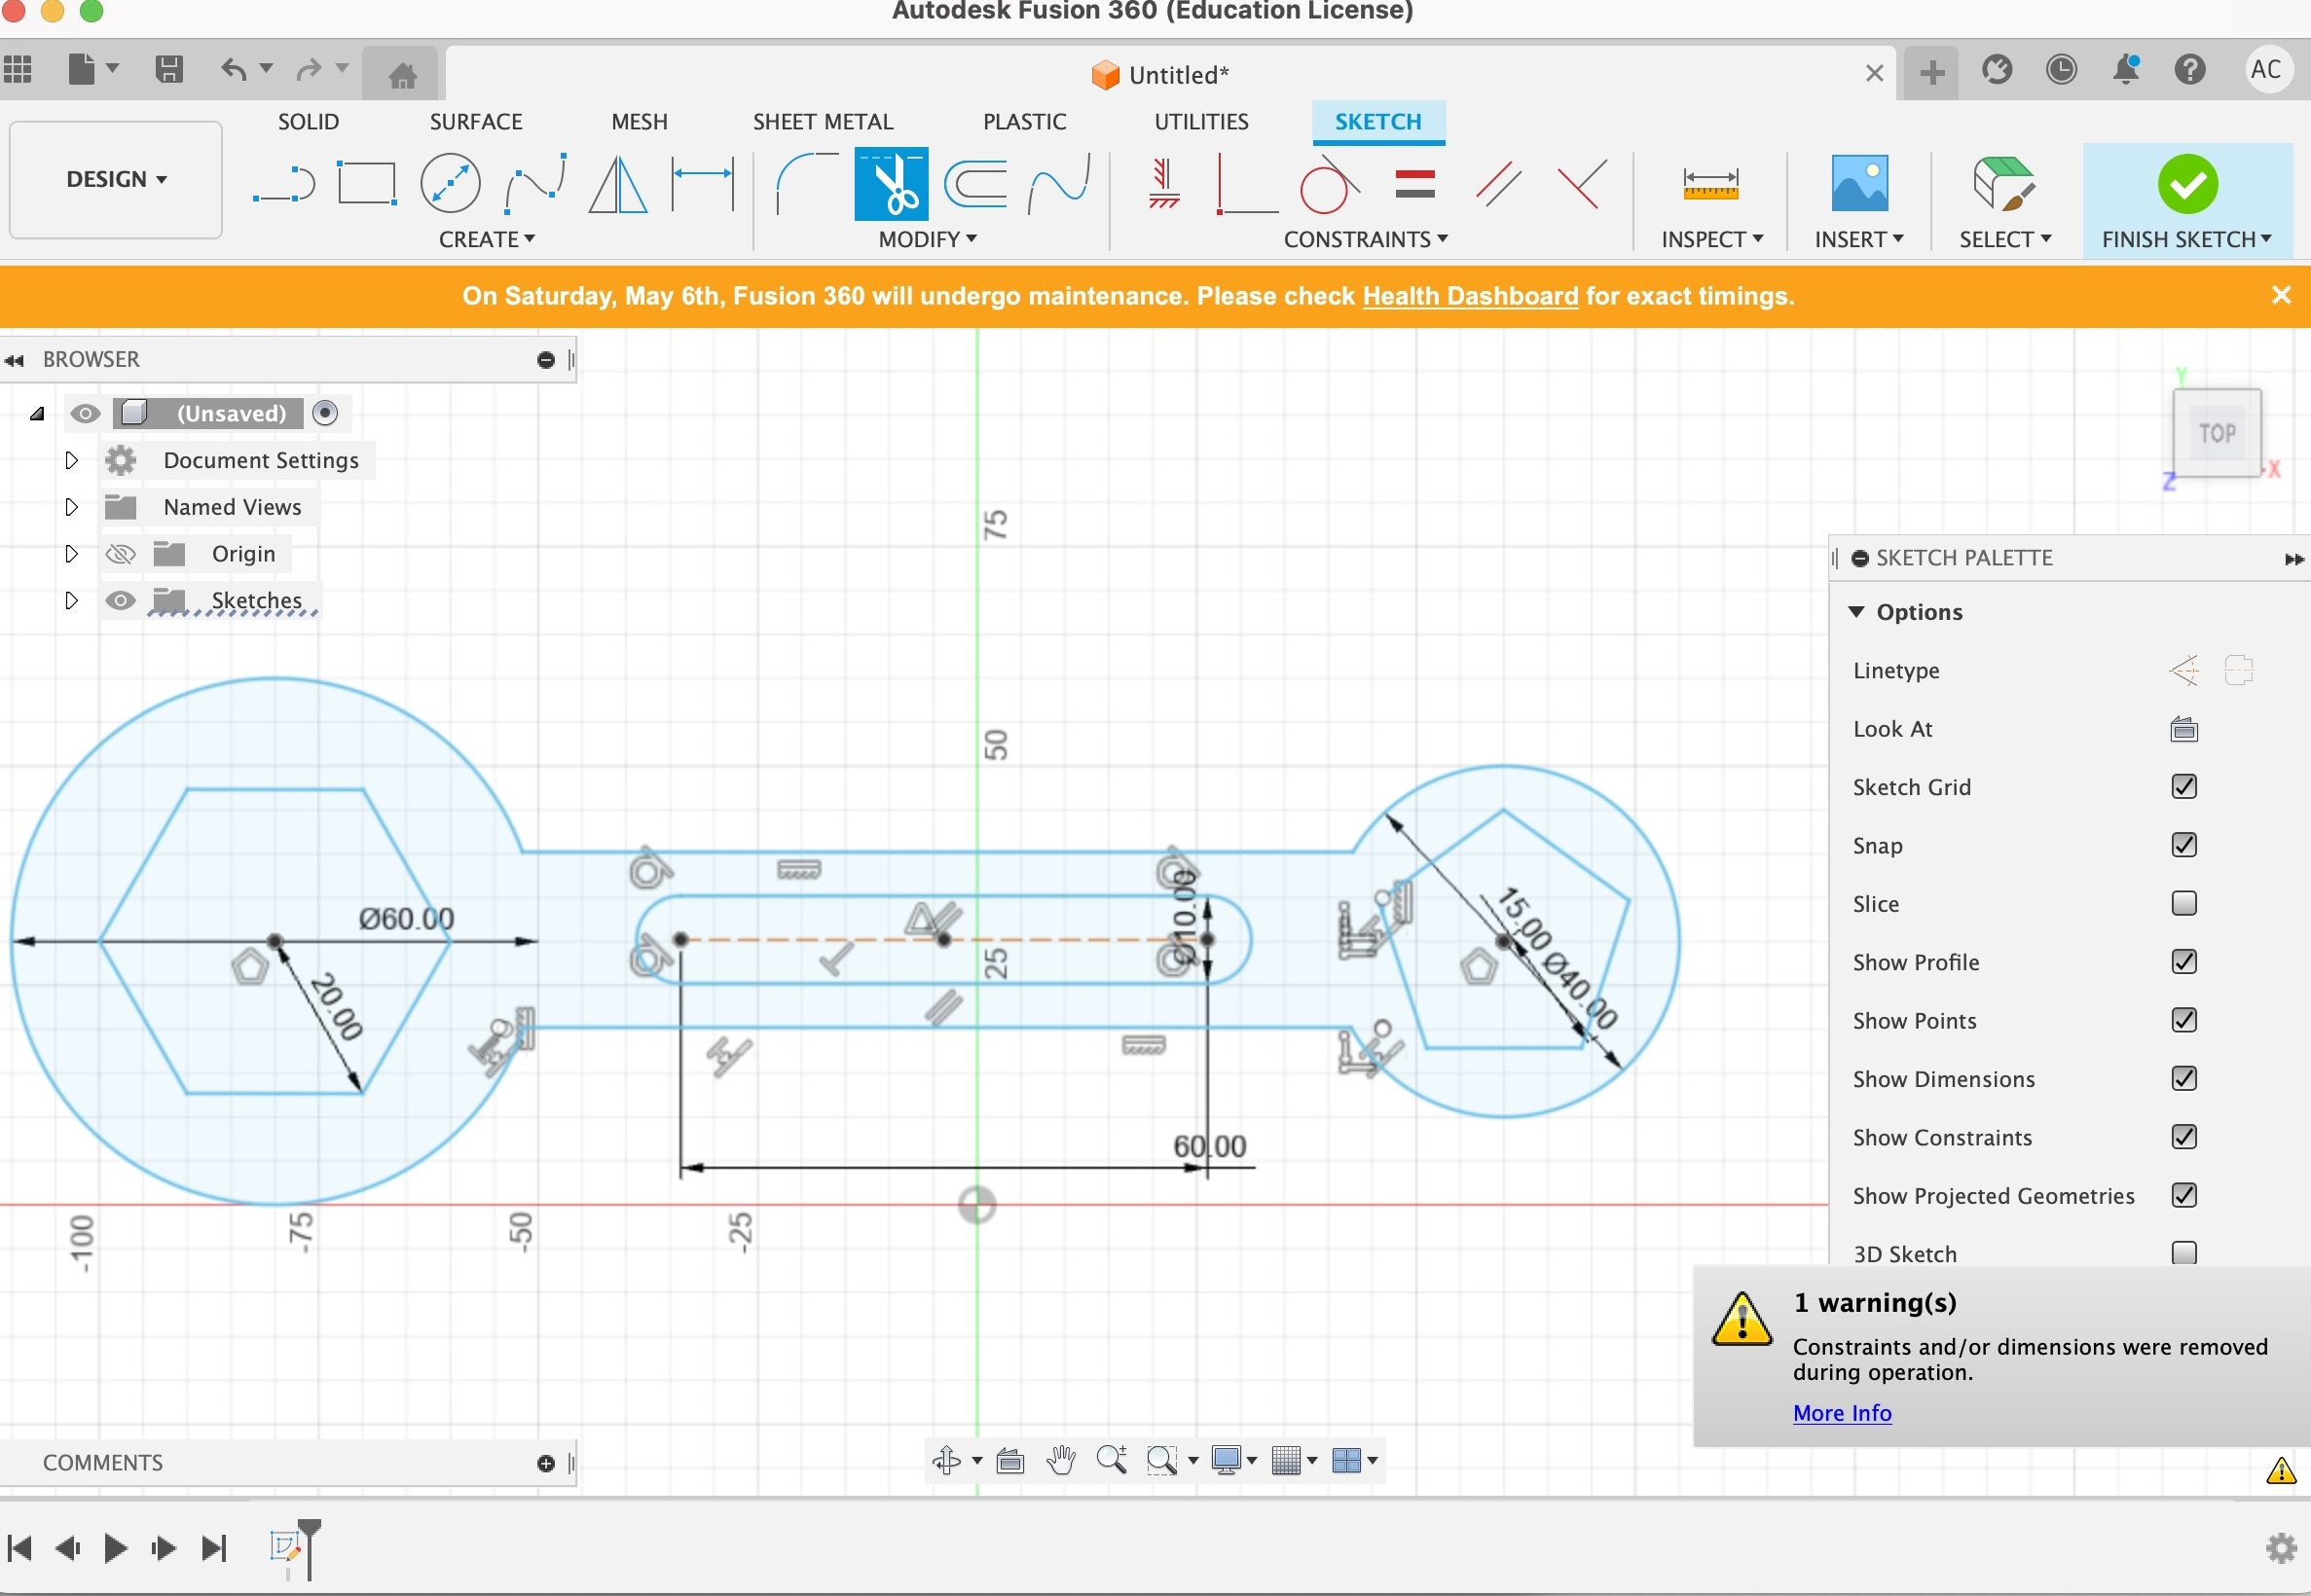 Autodesk Fusion 360 (Education License)
Untitled*
AC
DESIGN
SOLID
SURFACE
MESH
SHEET METAL
PLASTIC
UTILITIES
SKETCH
CREATE
MODIFY
CONSTRAINTS
INSPECT
INSERT
SELECT
FINISH SKETCH
On Saturday, May 6th, Fusion 360 will undergo maintenance. Please check Health Dashboard for exact timings.
BROWSER
(Unsaved)
Document Settings
Named Views
Origin
Sketches
Y
TOP
X
Z
75
50
25
-100
-75
-50
-25
Ø60.00
20.00
Ø10.00
60.00
15.00
Ø40.00
SKETCH PALETTE
Options
Linetype
Look At
Sketch Grid
Snap
Slice
Show Profile
Show Points
Show Dimensions
Show Constraints
Show Projected Geometries
3D Sketch
1 warning(s)
Constraints and/or dimensions were removed
during operation.
More Info
COMMENTS